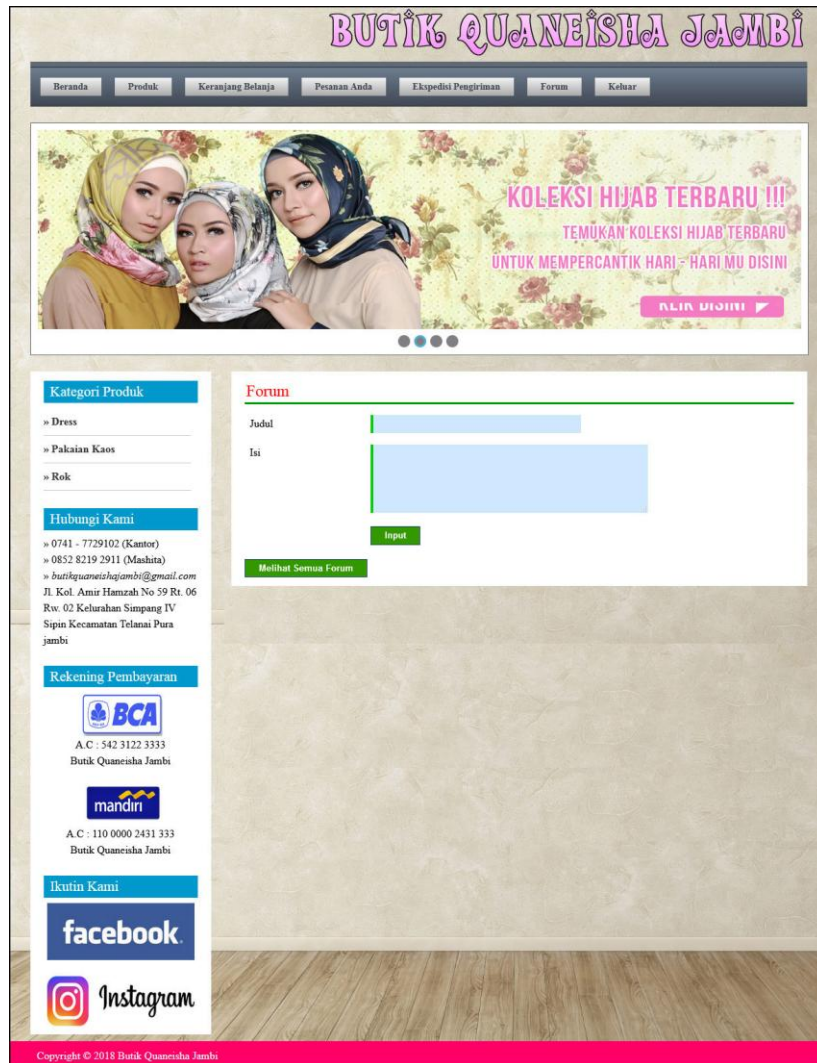 BUTIK QUANEISHA JAMBI
Beranda Produk Keranjang Belanja Pesanan Anda Ekspedisi Pengiriman Forum Keluar
KOLEKSI HIJAB TERBARU !!!
TEMUKAN KOLEKSI HIJAB TERBARU
UNTUK MEMPERCANTIK HARI - HARI MU DISINI
KLIK DISINI
Kategori Produk
» Dress
» Pakaian Kaos
» Rok
Hubungi Kami
» 0741 - 7729102 (Kantor)
» 0852 8219 2911 (Mashita)
» butikquaneishajambi@gmail.com
Jl. Kol. Amir Hamzah No 59 Rt. 06
Rw. 02 Kelurahan Simpang IV
Sipin Kecamatan Telanai Pura
jambi
Rekening Pembayaran
BCA
A.C : 542 3122 3333
Butik Quaneisha Jambi
mandiri
A.C : 110 0000 2431 333
Butik Quaneisha Jambi
Ikutin Kami
facebook
Instagram
Forum
Judul
Isi
Input
Melihat Semua Forum
Copyright © 2018 Butik Quaneisha Jambi